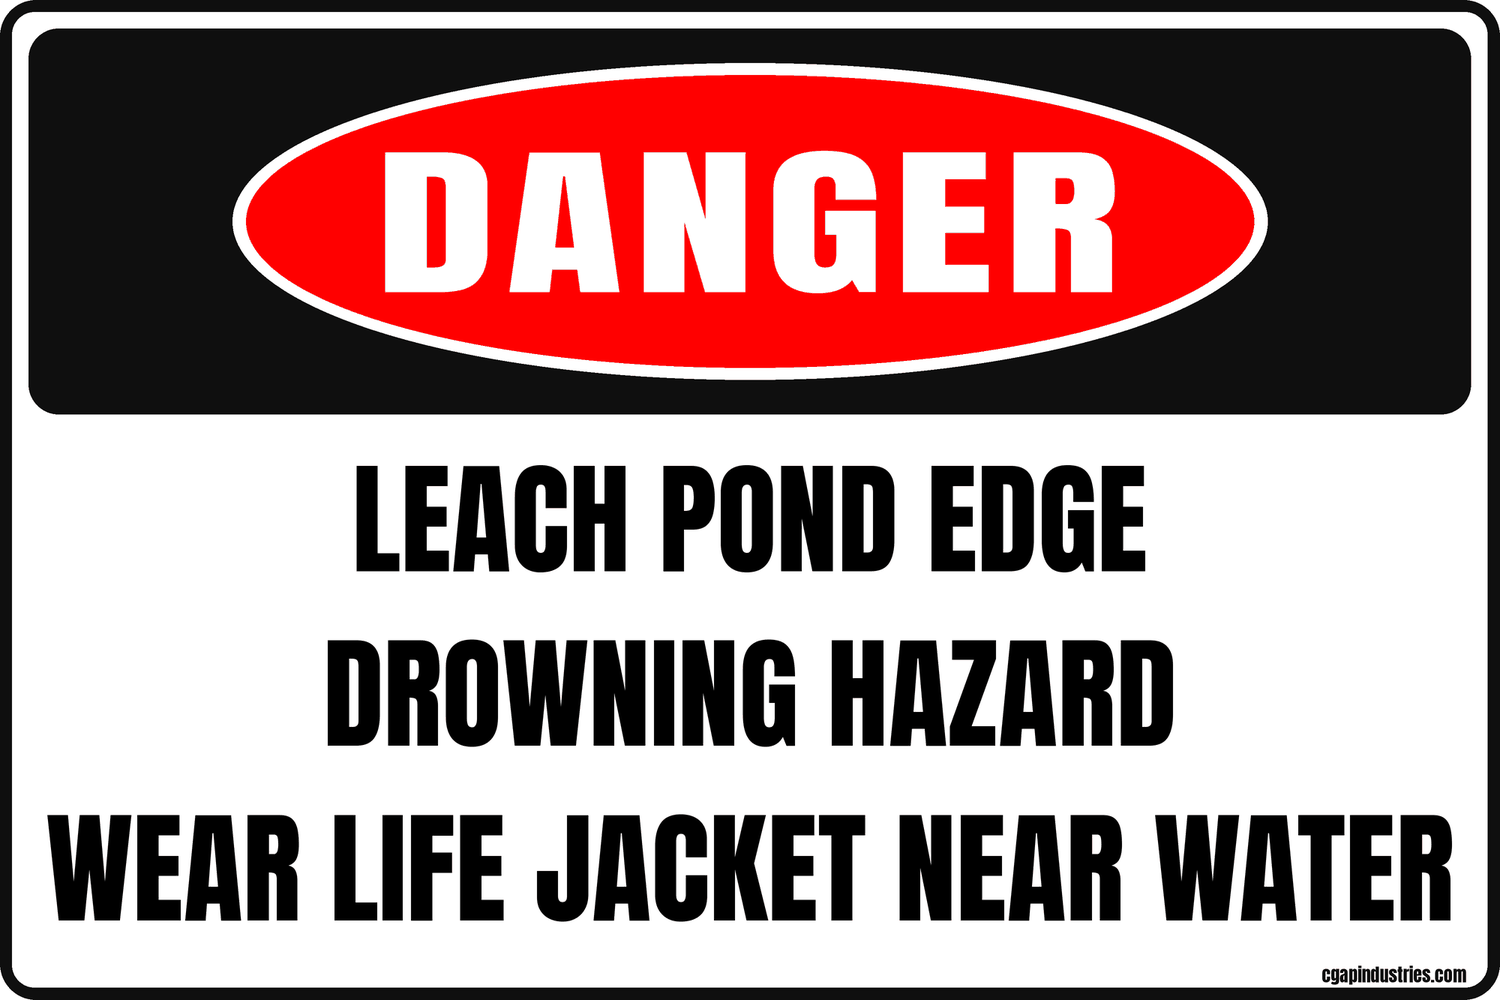 DANGER
LEACH POND EDGE
DROWNING HAZARD
WEAR LIFE JACKET NEAR WATER
cgapindustries.com